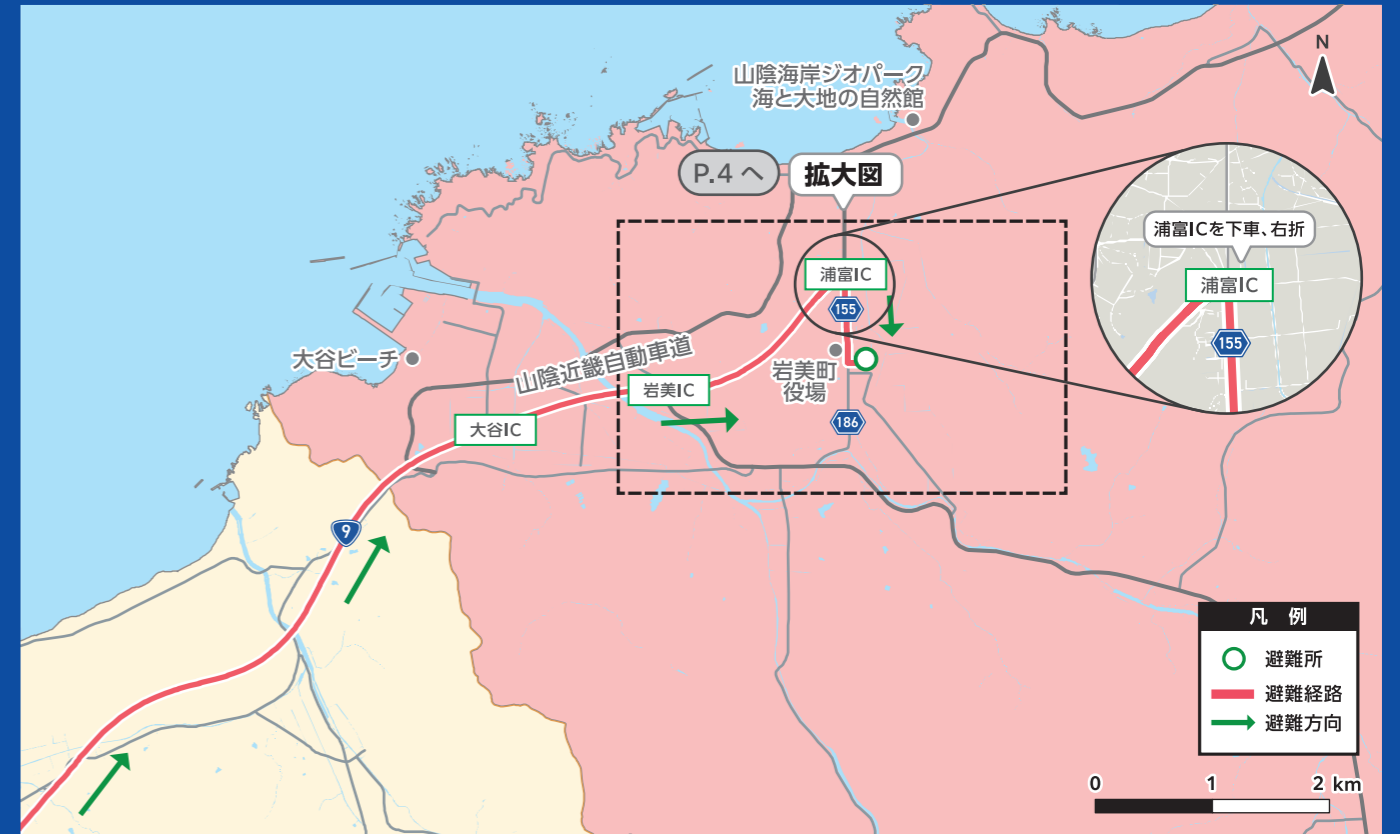 N
山陰海岸ジオパーク
海と大地の自然館
P.4 へ
拡大図
浦富ICを下車、右折
浦富IC
155
浦富IC
155
大谷ビーチ
山陰近畿自動車道
岩美町
役場
岩美IC
大谷IC
186
9
凡 例
避難所
避難経路
避難方向
0 1 2 km